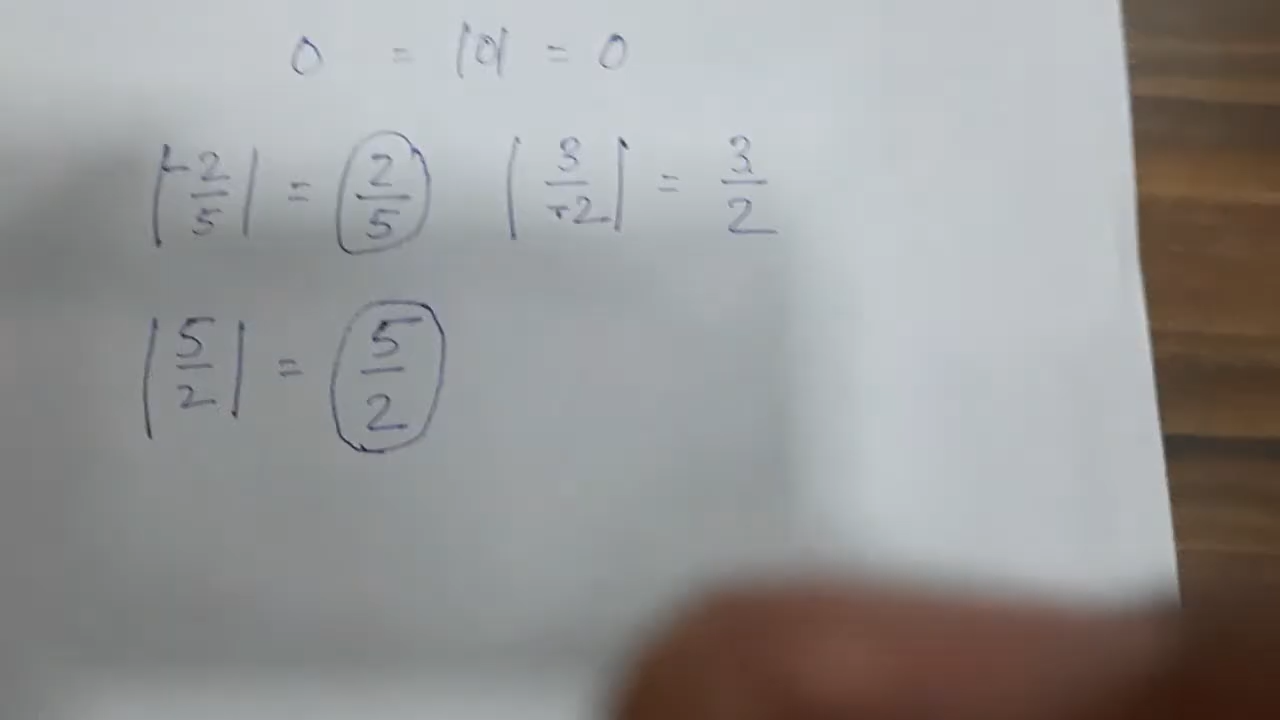 0 = |0| = 0
|-2/5| = 2/5 |3/-2| = 3/2
|5/2| = 5/2